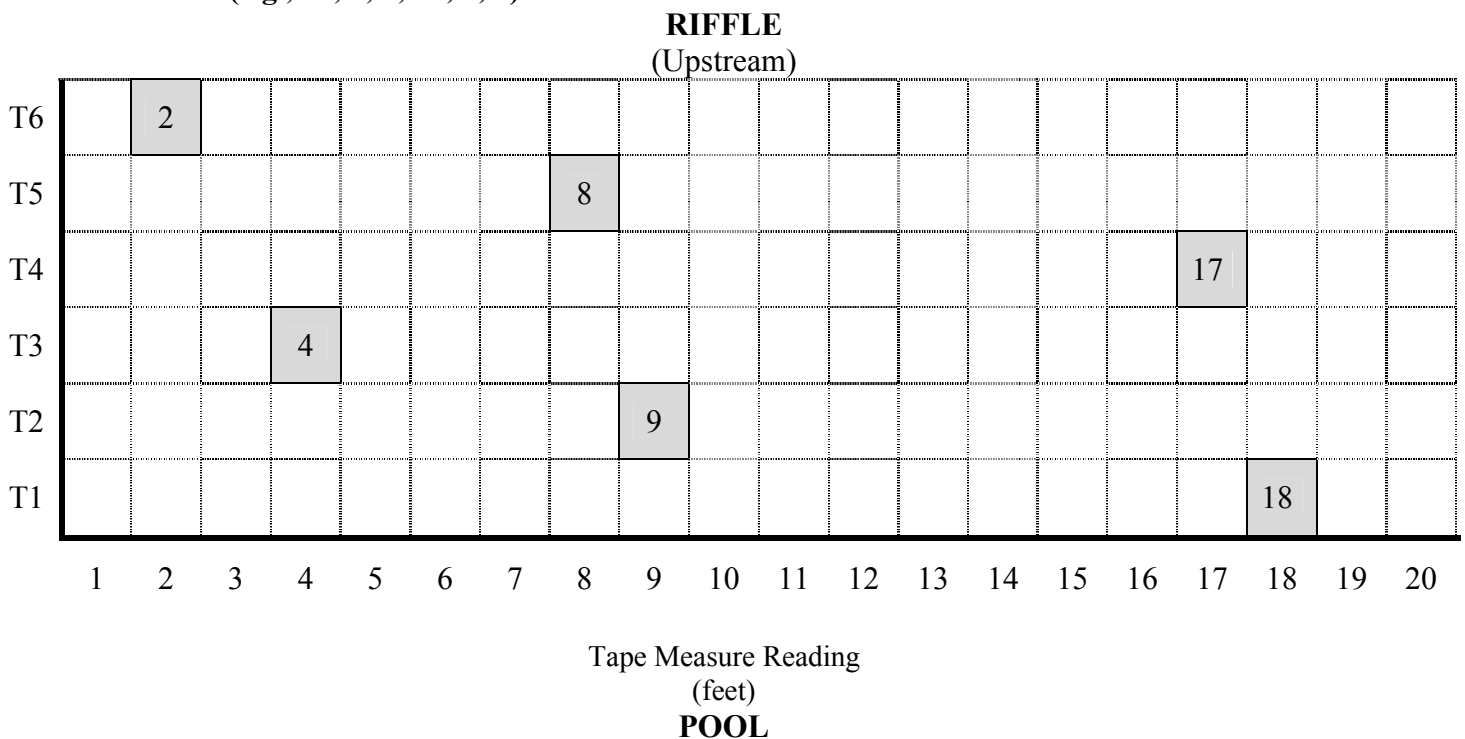 RIFFLE
(Upstream)
T6 2
T5 8
T4 17
T3 4
T2 9
T1 18
1 2 3 4 5 6 7 8 9 10 11 12 13 14 15 16 17 18 19 20
Tape Measure Reading
(feet)
POOL